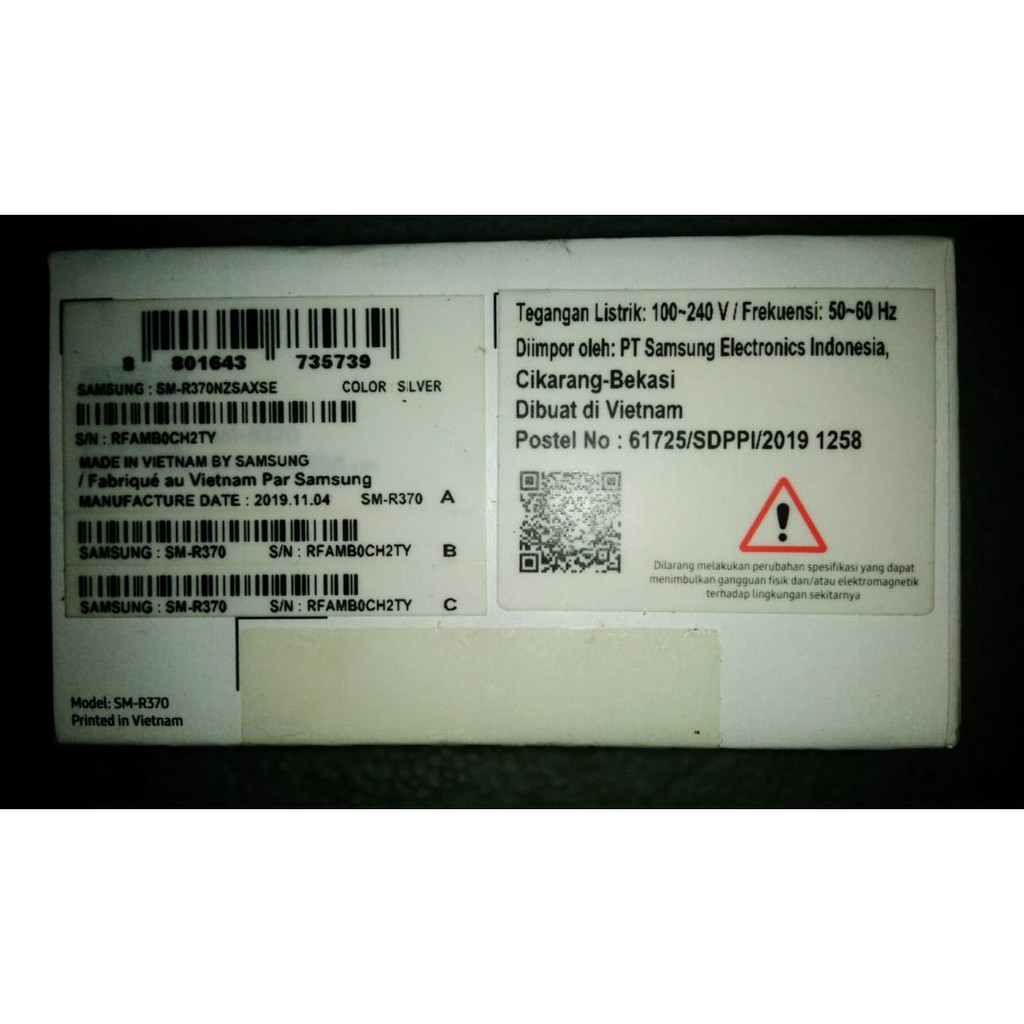 8 801643 735739
SAMSUNG : SM-R370NZSAXSE COLOR SILVER
S/N : RFAMB0CH2TY
MADE IN VIETNAM BY SAMSUNG
/ Fabriqué au Vietnam Par Samsung
MANUFACTURE DATE : 2019.11.04 SM-R370 A
SAMSUNG : SM-R370 S/N : RFAMB0CH2TY B
SAMSUNG : SM-R370 S/N : RFAMB0CH2TY C
Model: SM-R370
Printed in Vietnam
Tegangan Listrik: 100~240 V / Frekuensi: 50~60 Hz
Diimpor oleh: PT Samsung Electronics Indonesia,
Cikarang-Bekasi
Dibuat di Vietnam
Postel No : 61725/SDPPI/2019 1258
Dilarang melakukan perubahan spesifikasi yang dapat
menimbulkan gangguan fisik dan/atau elektromagnetik
terhadap lingkungan sekitarnya